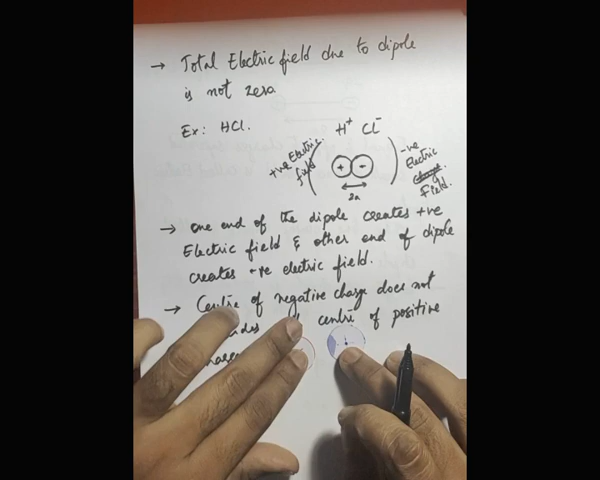 → Total Electric field due to dipole
is not zero
Ex: HCl.
H⁺ Cl⁻
+ve Electric
field
+ -
2a
-ve
Electric
Field.
→ one end of the dipole creates +ve
Electric field & other end of dipole
creates -ve electric field.
→ Centre of negative charge does not
centre of positive